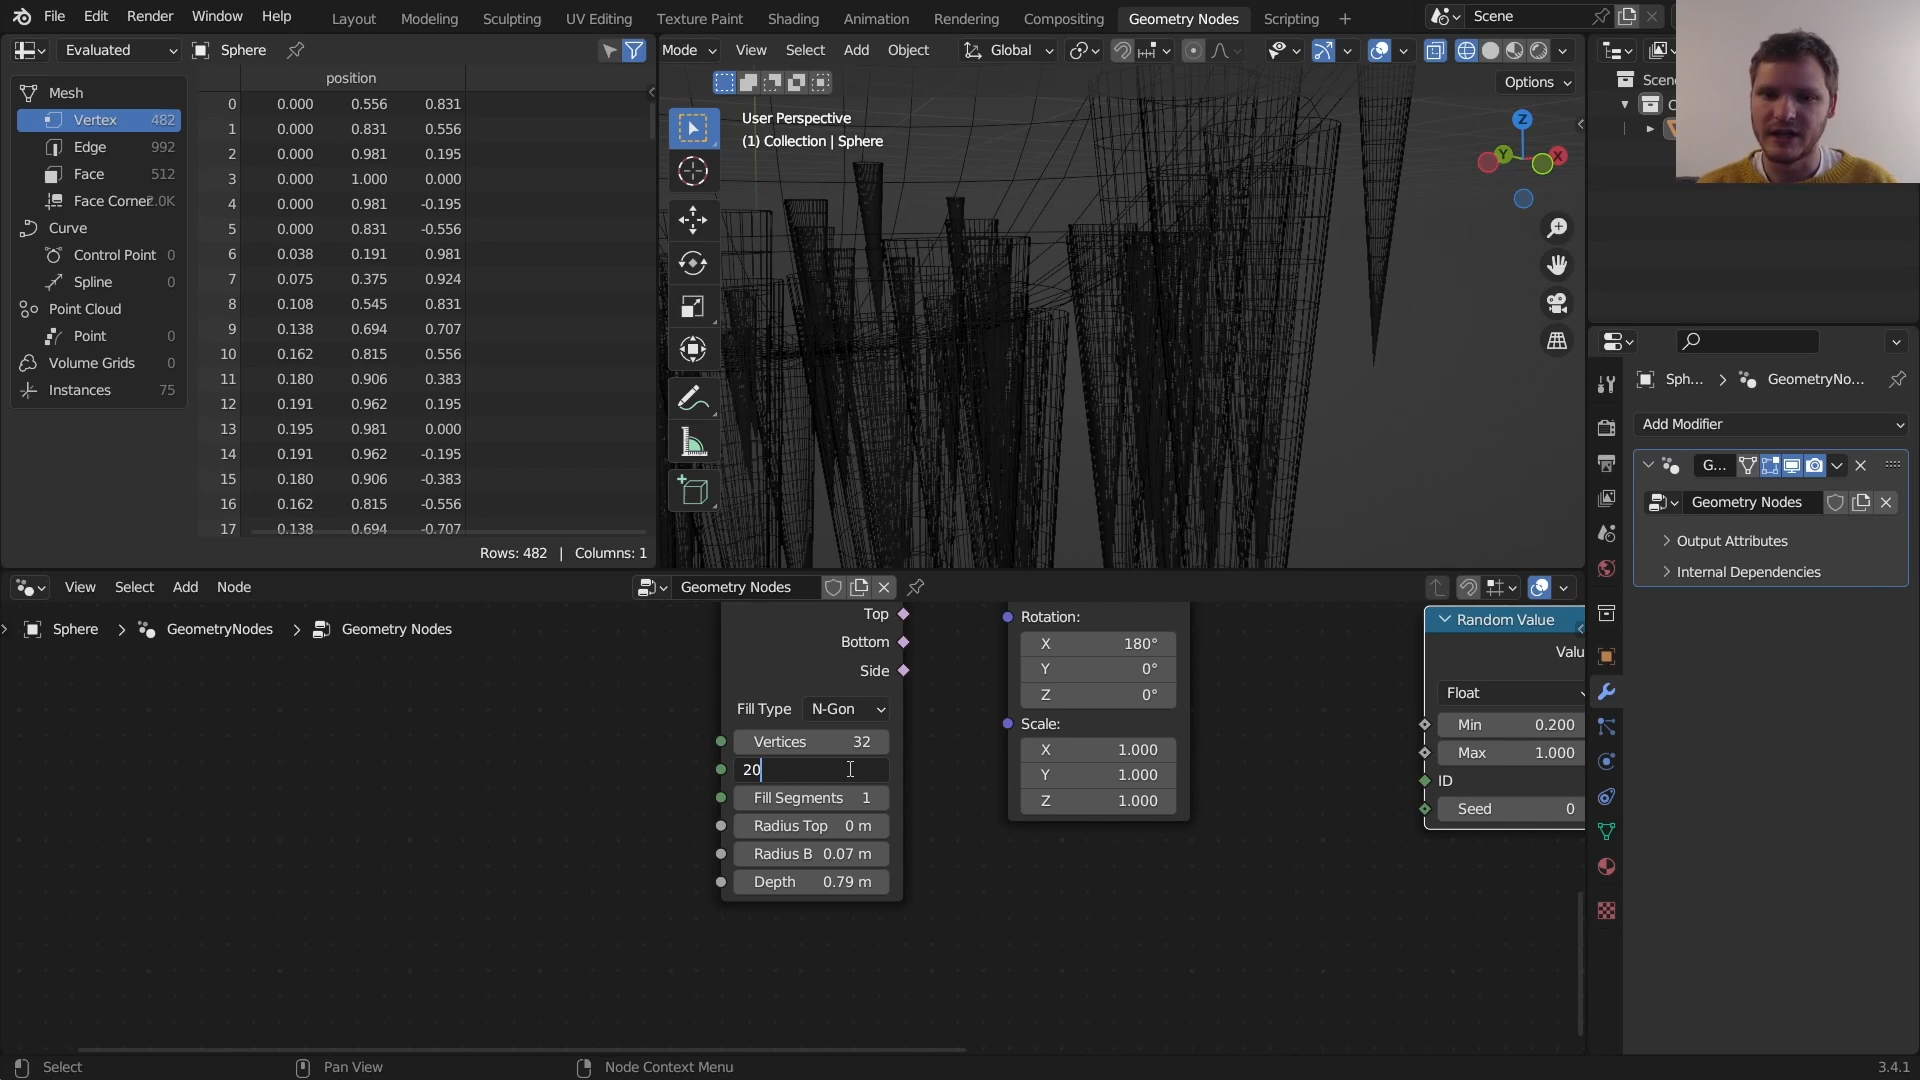 File Edit Render Window Help
Layout Modeling Sculpting UV Editing Texture Paint Shading Animation Rendering Compositing Geometry Nodes Scripting
Scene
Evaluated Sphere
Mode View Select Add Object Global
Options
Mesh
Vertex 482
Edge 992
Face 512
Face Corner 2.0K
Curve
Control Point 0
Spline 0
Point Cloud
Point 0
Volume Grids 0
Instances 75
position
0 0.000 0.556 0.831
1 0.000 0.831 0.556
2 0.000 0.981 0.195
3 0.000 1.000 0.000
4 0.000 0.981 -0.195
5 0.000 0.831 -0.556
6 0.038 0.191 0.981
7 0.075 0.375 0.924
8 0.108 0.545 0.831
9 0.138 0.694 0.707
10 0.162 0.815 0.556
11 0.180 0.906 0.383
12 0.191 0.962 0.195
13 0.195 0.981 0.000
14 0.191 0.962 -0.195
15 0.180 0.906 -0.383
16 0.162 0.815 -0.556
17 0.138 0.694 -0.707
Rows: 482 | Columns: 1
User Perspective
(1) Collection | Sphere
Z
Y
X
Scene
C
Sph... GeometryNo...
Add Modifier
G...
Geometry Nodes
Output Attributes
Internal Dependencies
View Select Add Node
Geometry Nodes
Sphere GeometryNodes Geometry Nodes
Top
Bottom
Side
Fill Type N-Gon
Vertices 32
20
Fill Segments 1
Radius Top 0 m
Radius B 0.07 m
Depth 0.79 m
Rotation:
X 180°
Y 0°
Z 0°
Scale:
X 1.000
Y 1.000
Z 1.000
Random Value
Valu
Float
Min 0.200
Max 1.000
ID
Seed 0
Select Pan View Node Context Menu 3.4.1